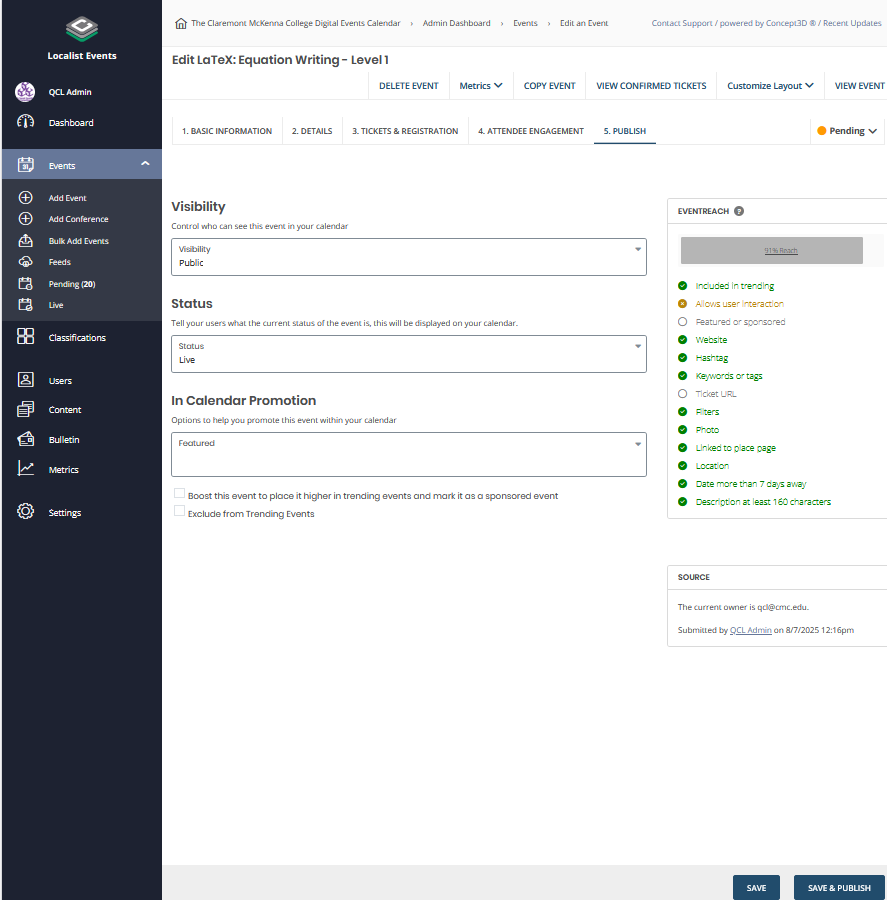 The Claremont McKenna College Digital Events Calendar › Admin Dashboard › Events › Edit an Event
Contact Support / powered by Concept3D ® / Recent Updates
Localist Events
QCL Admin
Dashboard
Events
31
Add Event
Add Conference
Bulk Add Events
Feeds
Pending (20)
Live
Classifications
Users
Content
Bulletin
Metrics
Settings
Edit LaTeX: Equation Writing - Level 1
DELETE EVENT Metrics COPY EVENT VIEW CONFIRMED TICKETS Customize Layout VIEW EVENT
1. BASIC INFORMATION 2. DETAILS 3. TICKETS & REGISTRATION 4. ATTENDEE ENGAGEMENT 5. PUBLISH Pending
Visibility
Control who can see this event in your calendar
Visibility
Public
Status
Tell your users what the current status of the event is, this will be displayed on your calendar.
Status
Live
In Calendar Promotion
Options to help you promote this event within your calendar
Featured
Boost this event to place it higher in trending events and mark it as a sponsored event
Exclude from Trending Events
EVENTREACH ?
91% Reach
Included in trending
Allows user interaction
Featured or sponsored
Website
Hashtag
Keywords or tags
Ticket URL
Filters
Photo
Linked to place page
Location
Date more than 7 days away
Description at least 160 characters
SOURCE
The current owner is qcl@cmc.edu.
Submitted by QCL Admin on 8/7/2025 12:16pm
SAVE SAVE & PUBLISH